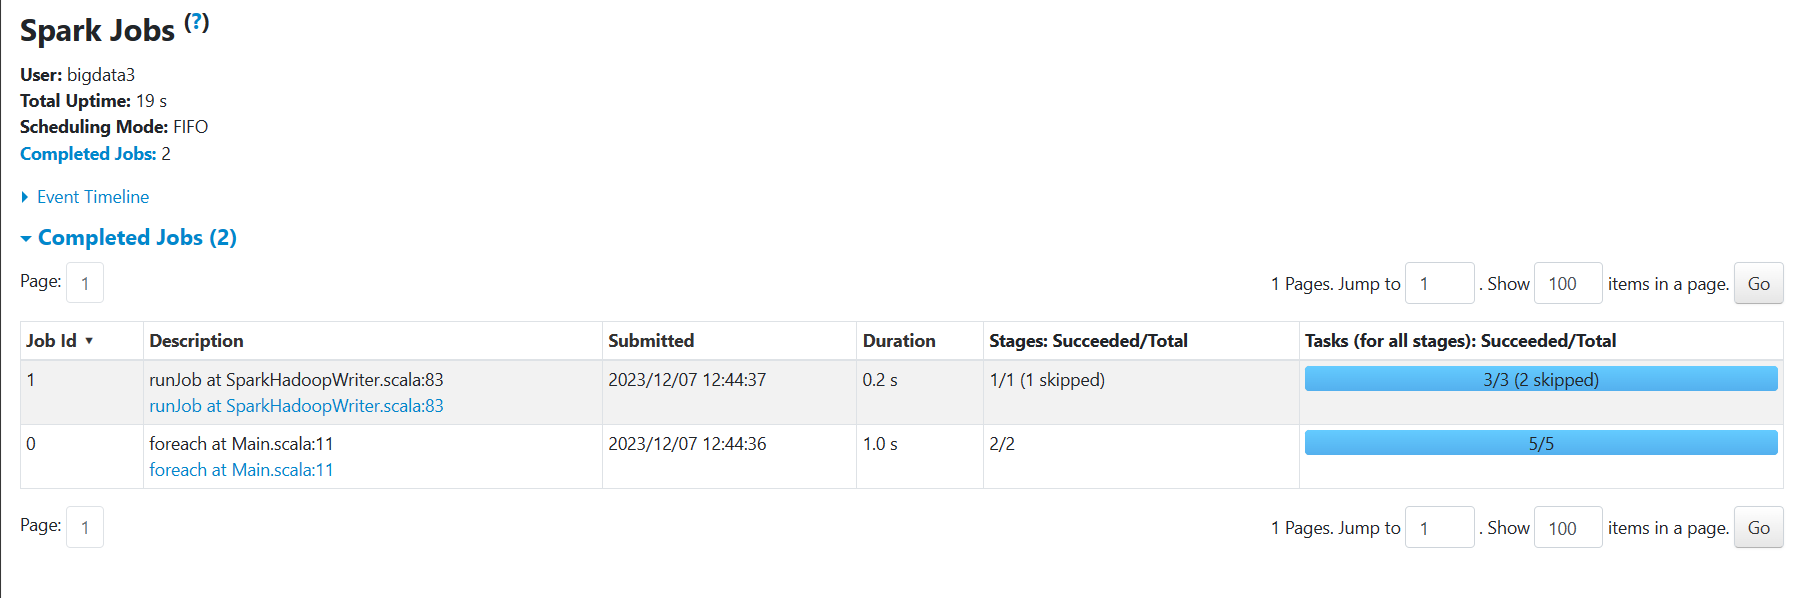 Spark Jobs (?)
User: bigdata3
Total Uptime: 19 s
Scheduling Mode: FIFO
Completed Jobs: 2
Event Timeline
Completed Jobs (2)
Page: 1 1 Pages. Jump to 1 . Show 100 items in a page. Go
Job Id ▾ Description Submitted Duration Stages: Succeeded/Total Tasks (for all stages): Succeeded/Total
1 runJob at SparkHadoopWriter.scala:83 2023/12/07 12:44:37 0.2 s 1/1 (1 skipped) 3/3 (2 skipped)
runJob at SparkHadoopWriter.scala:83
0 foreach at Main.scala:11 2023/12/07 12:44:36 1.0 s 2/2 5/5
foreach at Main.scala:11
Page: 1 1 Pages. Jump to 1 . Show 100 items in a page. Go